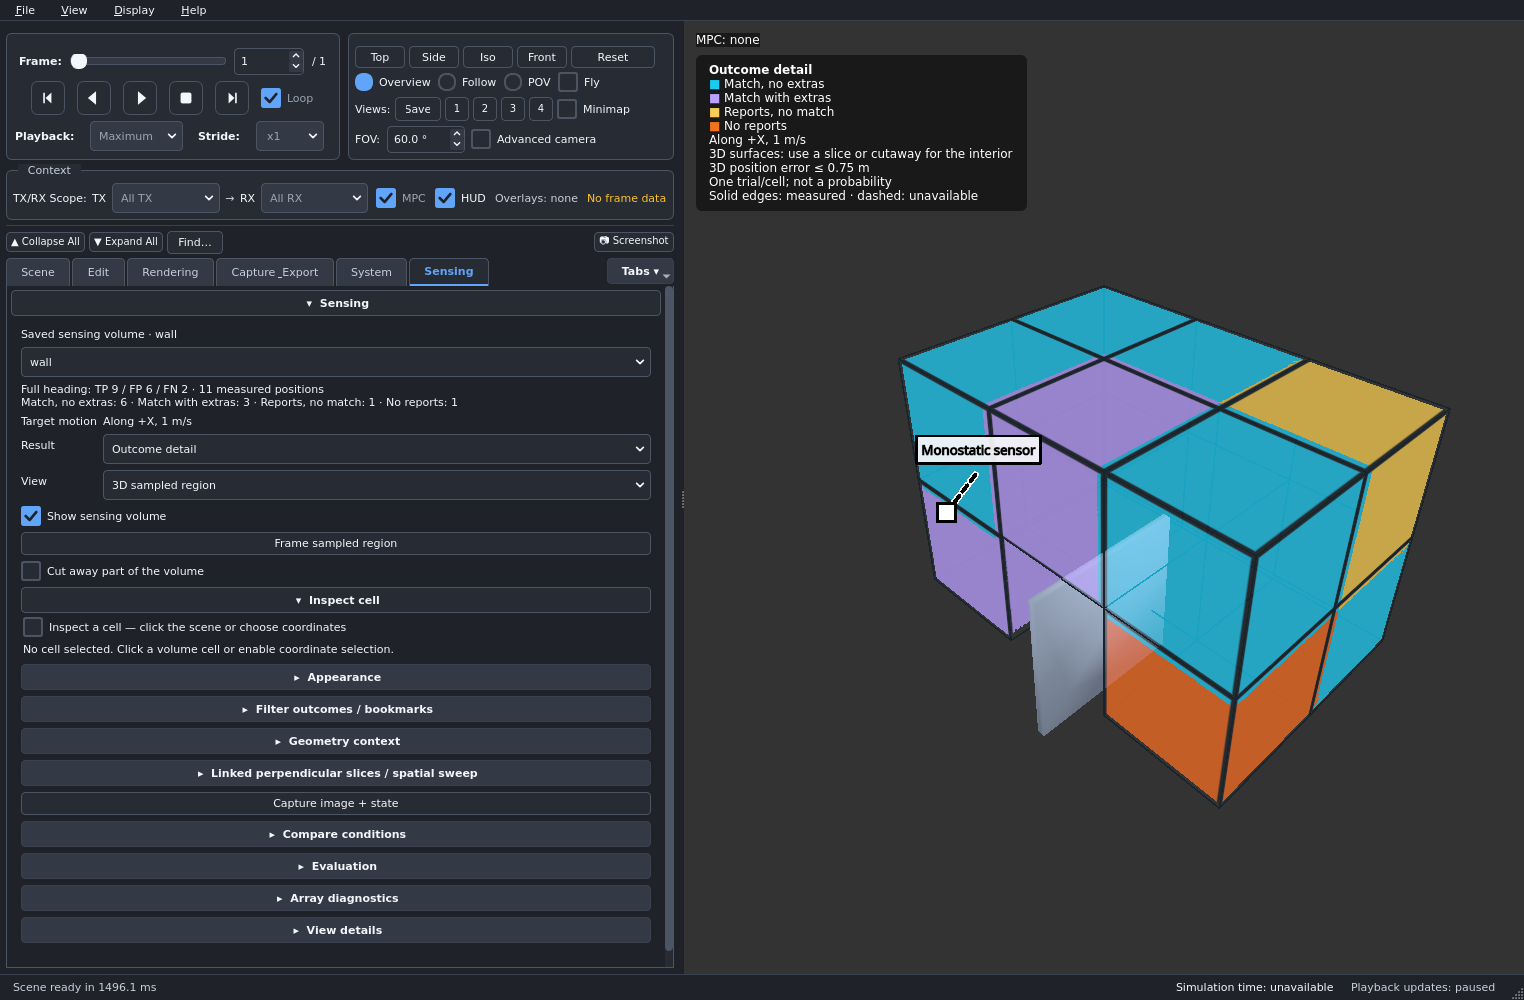 File View Display Help
Frame: 1 / 1
Loop
Playback: Maximum Stride: x1
Top Side Iso Front Reset
Overview Follow POV Fly
Views: Save 1 2 3 4 Minimap
FOV: 60.0 ° Advanced camera
Context
TX/RX Scope: TX All TX → RX All RX MPC HUD Overlays: none No frame data
▲ Collapse All ▼ Expand All Find... Screenshot
Scene Edit Rendering Capture _Export System Sensing Tabs ▾
▾ Sensing
Saved sensing volume · wall
wall
Full heading: TP 9 / FP 6 / FN 2 · 11 measured positions
Match, no extras: 6 · Match with extras: 3 · Reports, no match: 1 · No reports: 1
Target motion Along +X, 1 m/s
Result Outcome detail
View 3D sampled region
Show sensing volume
Frame sampled region
Cut away part of the volume
▾ Inspect cell
Inspect a cell — click the scene or choose coordinates
No cell selected. Click a volume cell or enable coordinate selection.
▸ Appearance
▸ Filter outcomes / bookmarks
▸ Geometry context
▸ Linked perpendicular slices / spatial sweep
Capture image + state
▸ Compare conditions
▸ Evaluation
▸ Array diagnostics
▸ View details
MPC: none
Outcome detail
Match, no extras
Match with extras
Reports, no match
No reports
Along +X, 1 m/s
3D surfaces: use a slice or cutaway for the interior
3D position error ≤ 0.75 m
One trial/cell; not a probability
Solid edges: measured · dashed: unavailable
Monostatic sensor
Scene ready in 1496.1 ms
Simulation time: unavailable Playback updates: paused